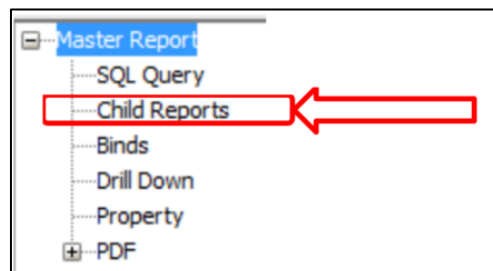 Master Report
SQL Query
Child Reports
Binds
Drill Down
Property
PDF